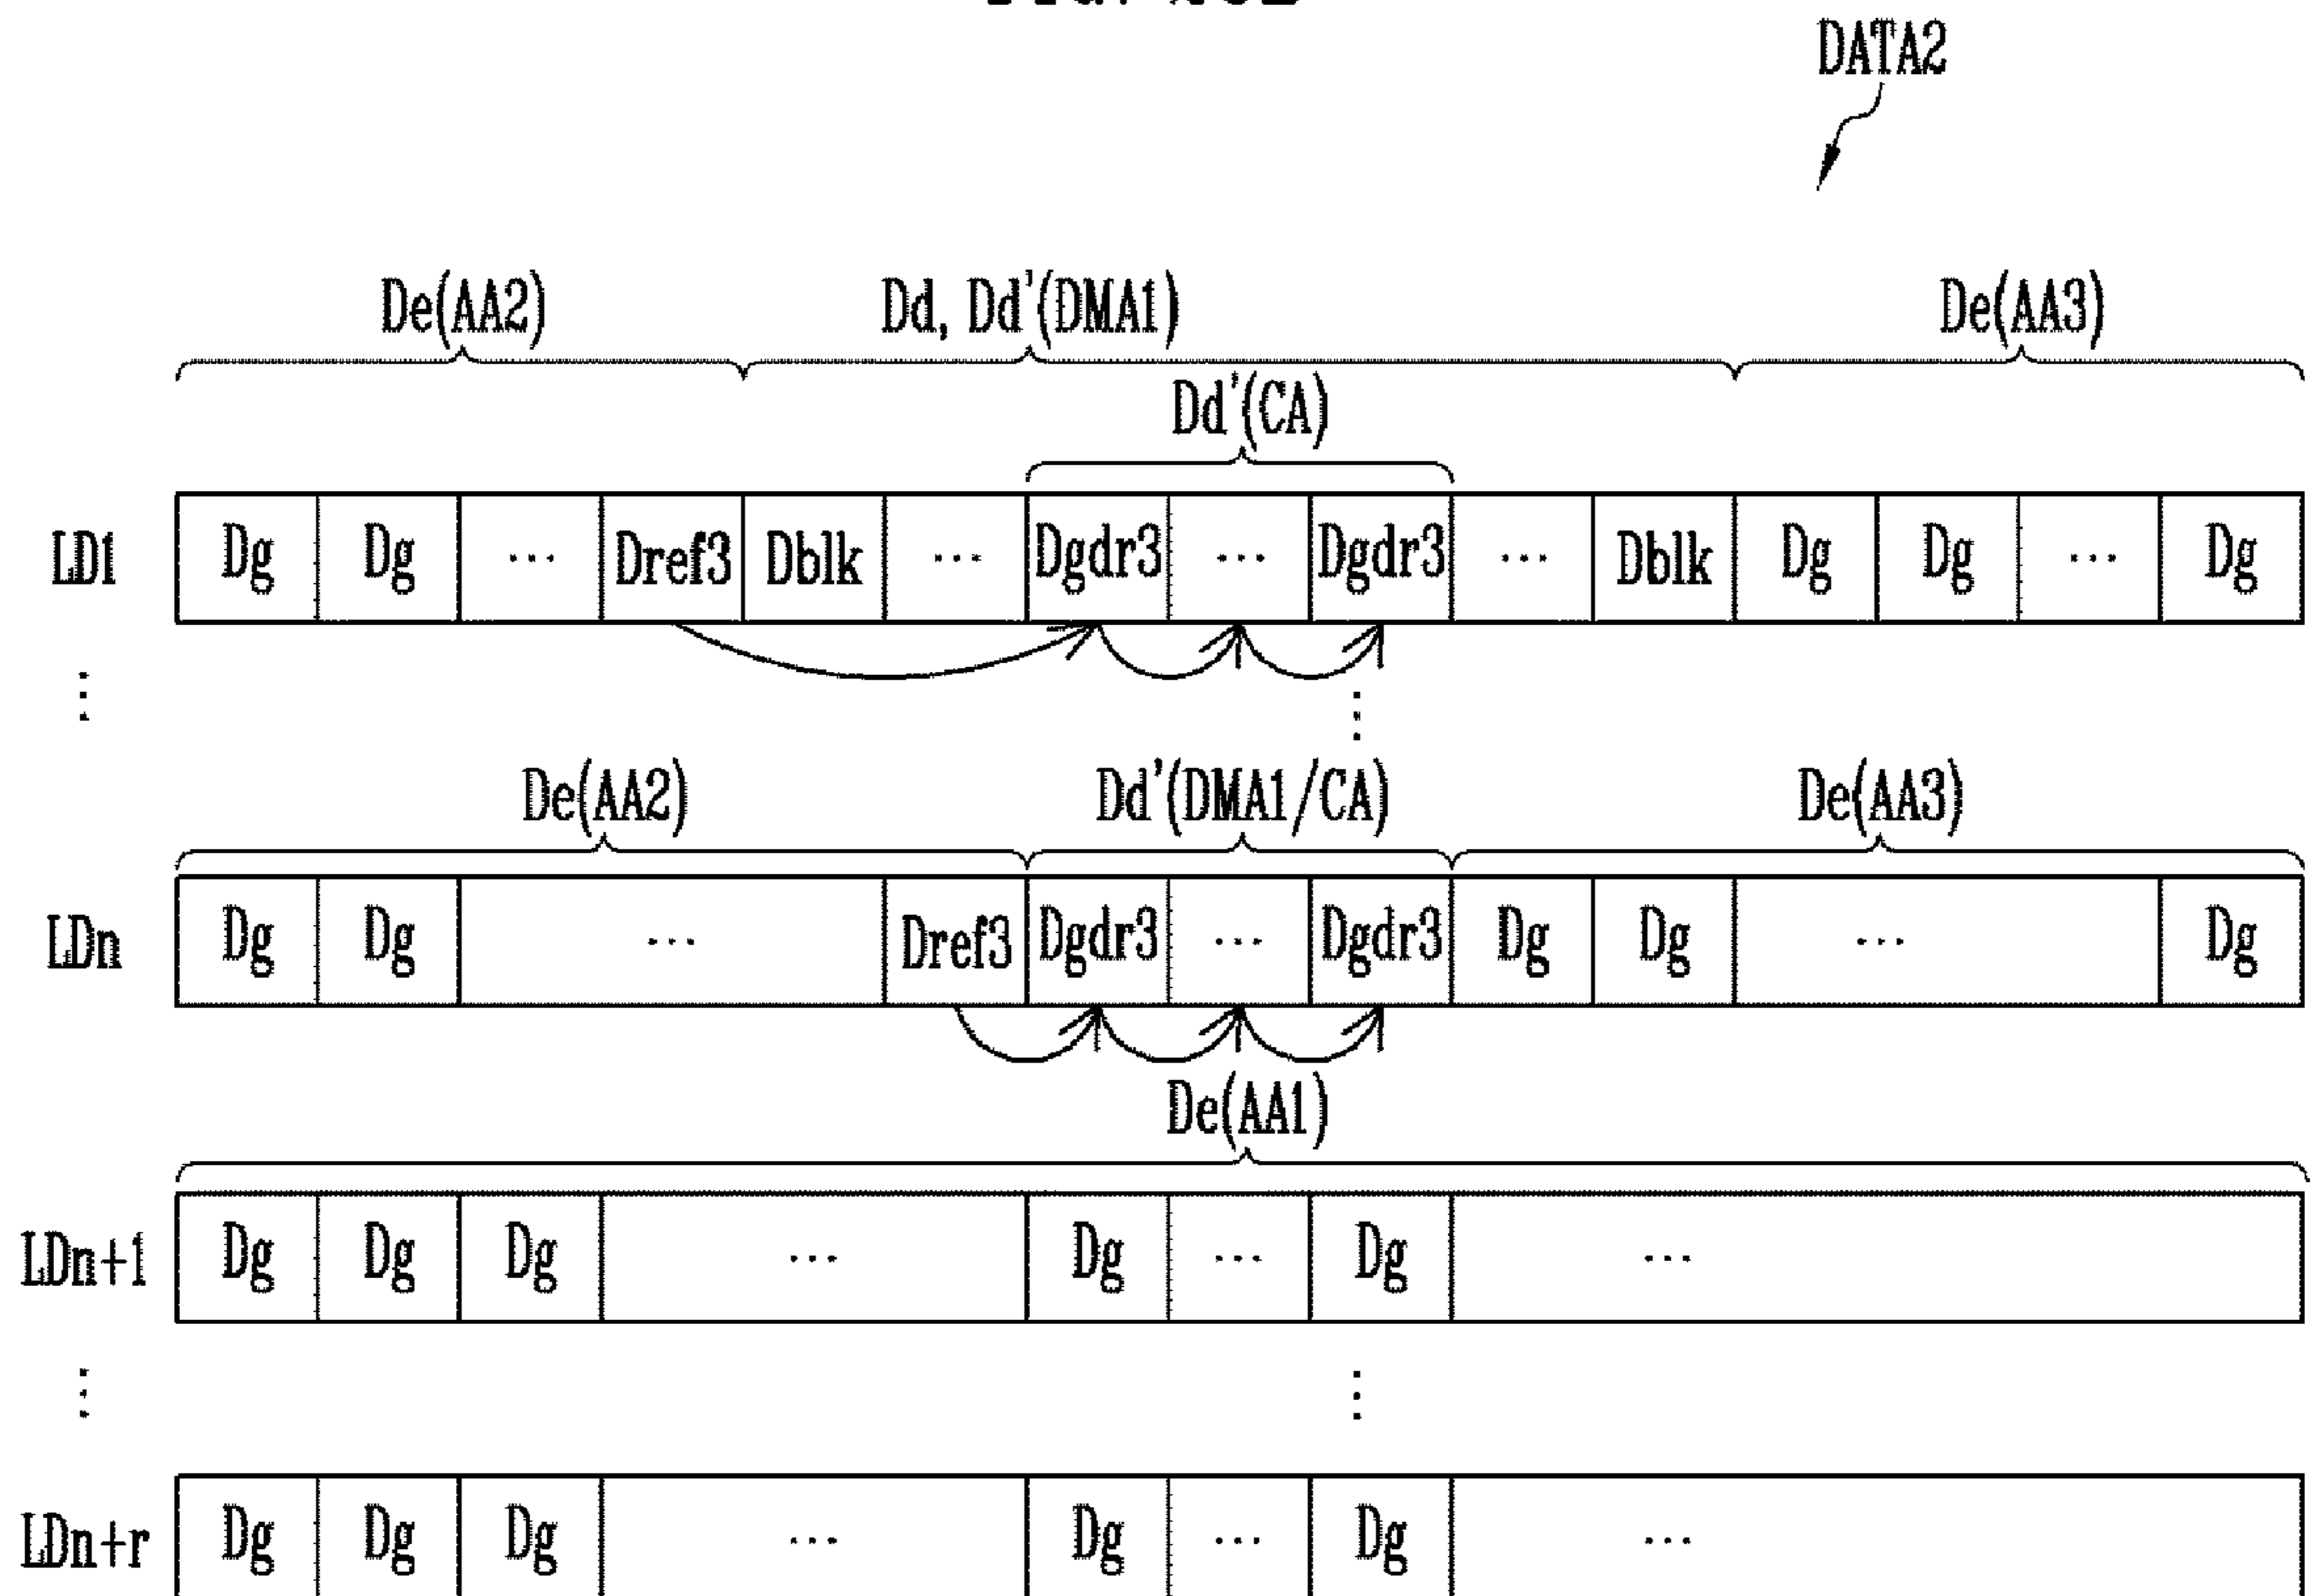 DATA2
De(AA2) Dd, Dd'(DMA1) De(AA3)
Dd'(CA)
LD1 Dg Dg ... Dref3 Dblk ... Dgdr3 ... Dgdr3 ... Dblk Dg Dg ... Dg
⋮ ⋮
De(AA2) Dd'(DMA1/CA) De(AA3)
LDn Dg Dg ... Dref3 Dgdr3 ... Dgdr3 Dg Dg ... Dg
De(AA1)
LDn+1 Dg Dg Dg ... Dg ... Dg ...
⋮ ⋮
LDn+r Dg Dg Dg ... Dg ... Dg ...